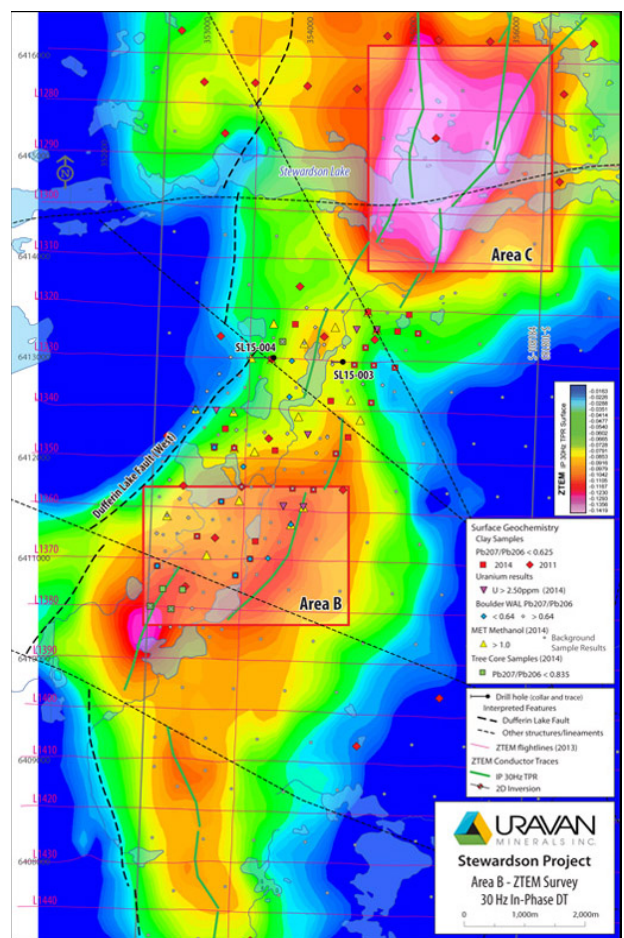 353000
354000
356000
6416000
L1280
L1290
6415000
352000
N
Stewardson Lake
L1300
L1310
Area C
6414000
L1320
SL15-004
L1330
6413000
SL15-003
L1340
Dufferin Lake Fault (West)
L1350
6412000
L1360
L1370
6411000
Area B
L1380
L1390
L1400
L1410
6409000
L1420
L1430
L1440
ZTEM IP 30Hz TPR Surface
Surface Geochemistry
Clay Samples
Pb207/Pb206 < 0.625
2014
2011
Uranium results
U > 2.50ppm (2014)
Boulder WAL Pb207/Pb206
< 0.64
> 0.64
MET Methanol (2014)
> 1.0
Background
Sample Results
Tree Core Samples (2014)
Pb207/Pb206 < 0.835
Drill hole (collar and trace)
Interpreted Features
Dufferin Lake Fault
Other structures/lineaments
ZTEM flightlines (2013)
ZTEM Conductor Traces
IP 30Hz TPR
2D Inversion
URAVAN
MINERALS INC.
Stewardson Project
Area B - ZTEM Survey
30 Hz In-Phase DT
0
1,000m
2,000m